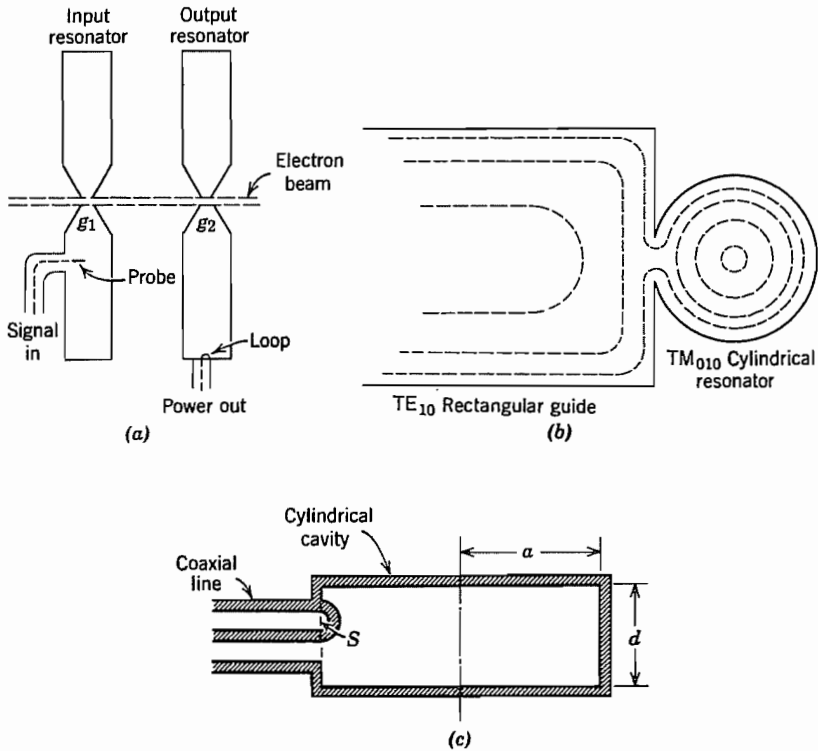 Input
resonator
Output
resonator
Electron
beam
g₁
g₂
Probe
Signal
in
Loop
Power out
(a)
TM₀₁₀ Cylindrical
resonator
TE₁₀ Rectangular guide
(b)
Cylindrical
cavity
Coaxial
line
a
S
d
(c)